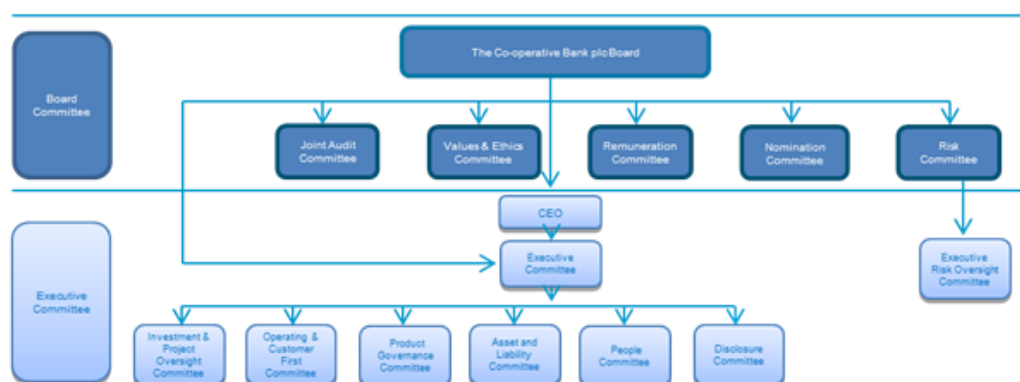 The Co-operative Bank plc Board
Board
Committee
Joint Audit
Committee
Values & Ethics
Committee
Remuneration
Committee
Nomination
Committee
Risk
Committee
CEO
Executive
Committee
Executive
Risk Oversight
Committee
Executive
Committee
Investment &
Project
Oversight
Committee
Operating &
Customer
First
Committee
Product
Governance
Committee
Asset and
Liability
Committee
People
Committee
Disclosure
Committee